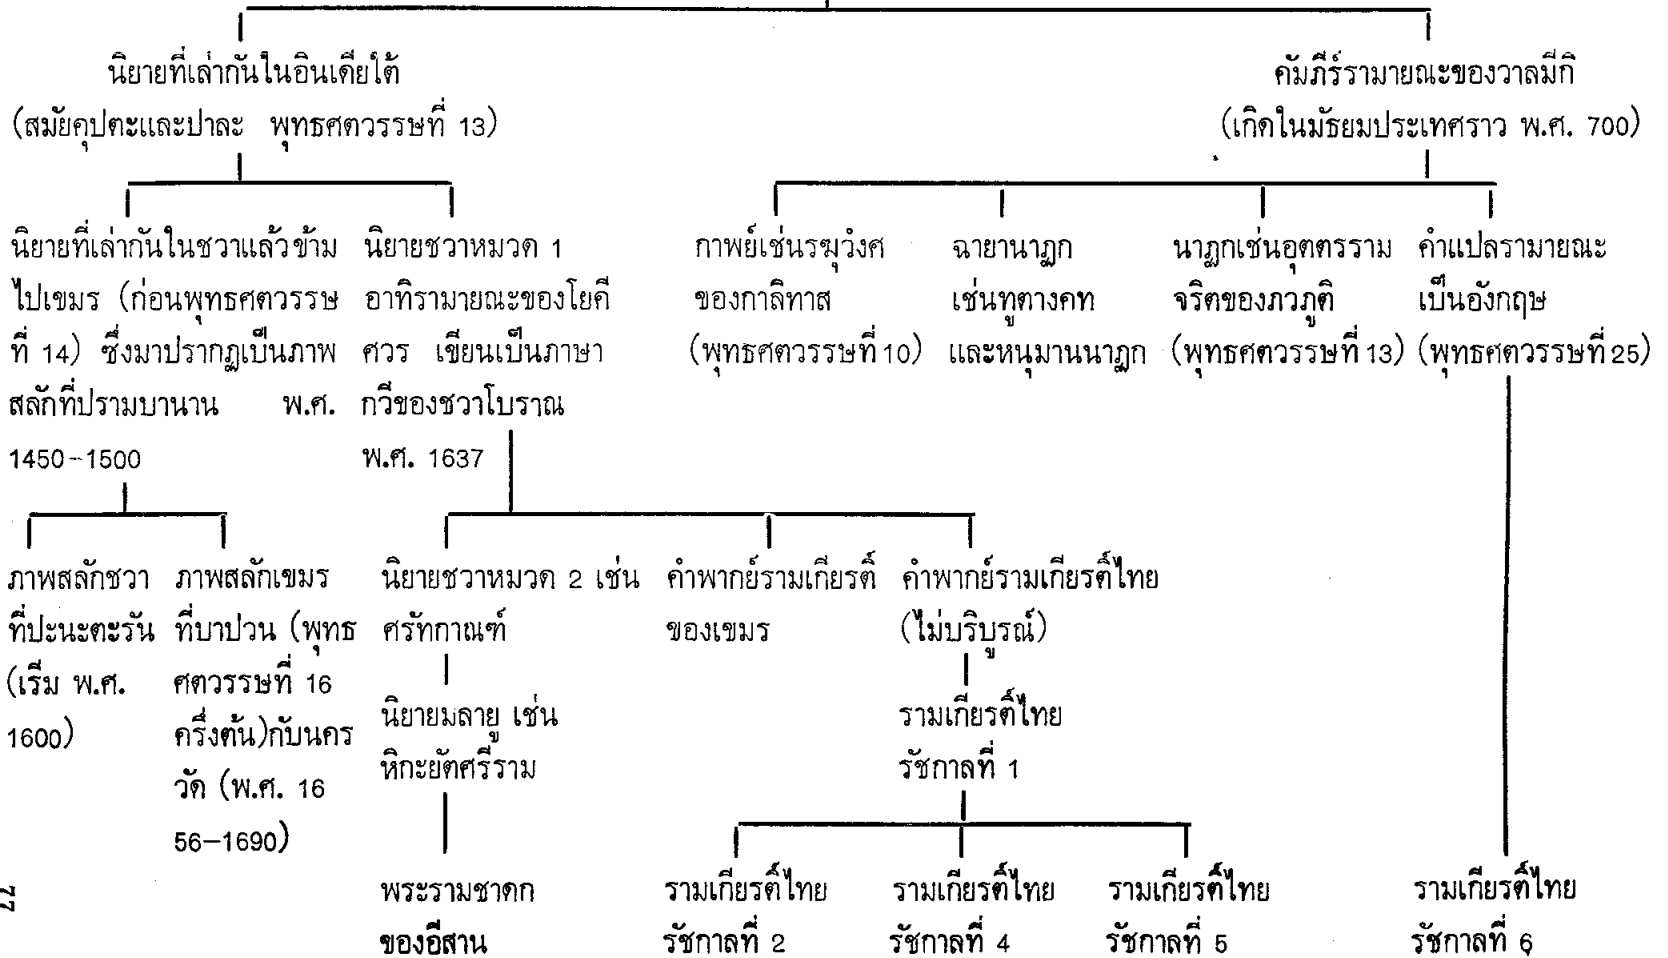 นิยายที่เล่ากันในอินเดียใต้
(สมัยคุปตะและปาละ พุทธศตวรรษที่ 13)
คัมภีร์รามายณะของวาลมีกิ
(เกิดในมัธยมประเทศราว พ.ศ. 700)
นิยายที่เล่ากันในชวาแล้วข้าม
ไปเขมร (ก่อนพุทธศตวรรษ
ที่ 14) ซึ่งมาปรากฏเป็นภาพ
สลักที่ปรามบานาน พ.ศ.
1450-1500
นิยายชวาหมวด 1
อาทิรามายณะของโยคี
ศวร เขียนเป็นภาษา
กวีของชวาโบราณ
พ.ศ. 1637
กาพย์เช่นรฆุวํงศ
ของกาลิทาส
(พุทธศตวรรษที่ 10)
ฉายานาฏก
เช่นทูตางคท
และหนุมานนาฏก
นาฏกเช่นอุตตรราม
จริตของภวภูติ
(พุทธศตวรรษที่ 13)
คำแปลรามายณะ
เป็นอังกฤษ
(พุทธศตวรรษที่ 25)
ภาพสลักชวา
ที่ปะนะตะรัน
(เริ่ม พ.ศ.
1600)
ภาพสลักเขมร
ที่บาปวน (พุทธ
ศตวรรษที่ 16
ครึ่งต้น)กับนคร
วัด (พ.ศ. 16
56-1690)
นิยายชวาหมวด 2 เช่น
ศรัทกาณฑ์
คำพากย์รามเกียรติ์
ของเขมร
คำพากย์รามเกียรติ์ไทย
(ไม่บริบูรณ์)
นิยายมลายู เช่น
หิกะยัตศรีราม
รามเกียรติ์ไทย
รัชกาลที่ 1
พระรามชาดก
ของอีสาน
รามเกียรติ์ไทย
รัชกาลที่ 2
รามเกียรติ์ไทย
รัชกาลที่ 4
รามเกียรติ์ไทย
รัชกาลที่ 5
รามเกียรติ์ไทย
รัชกาลที่ 6
77